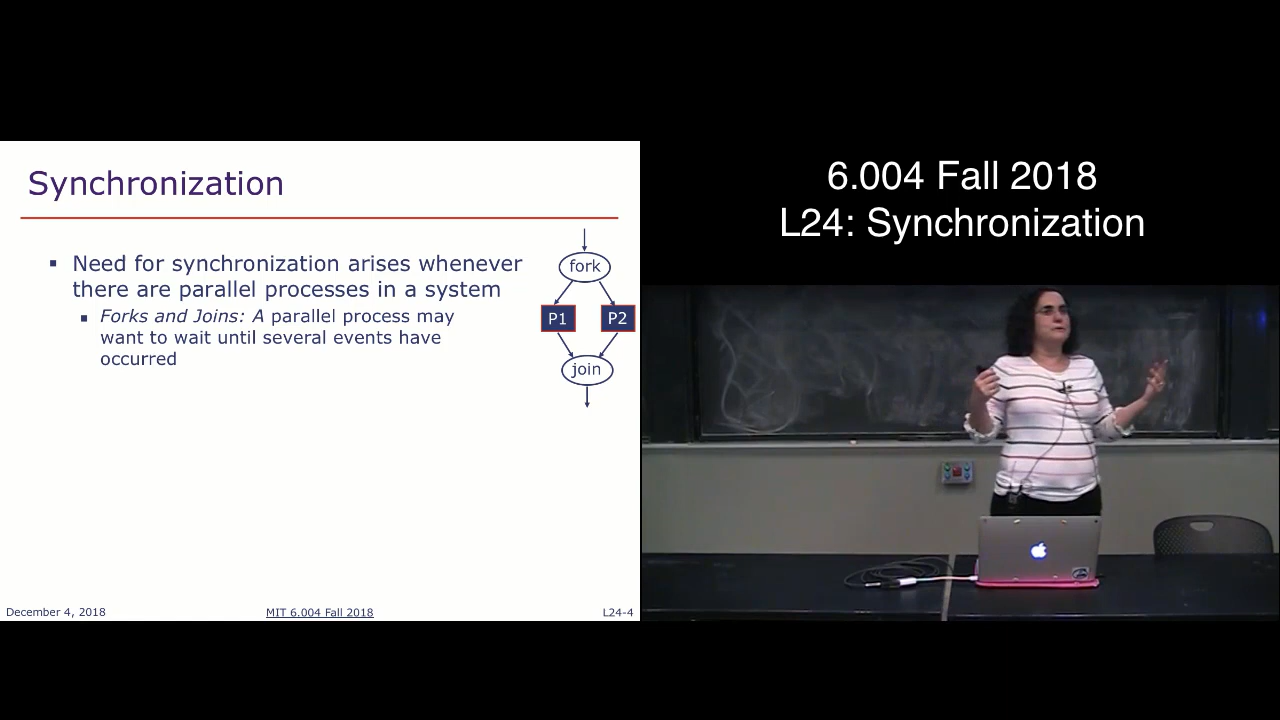 Synchronization
▪ Need for synchronization arises whenever
there are parallel processes in a system
▪ Forks and Joins: A parallel process may
want to wait until several events have
occurred
fork
P1 P2
join
December 4, 2018 MIT 6.004 Fall 2018 L24-4
6.004 Fall 2018
L24: Synchronization